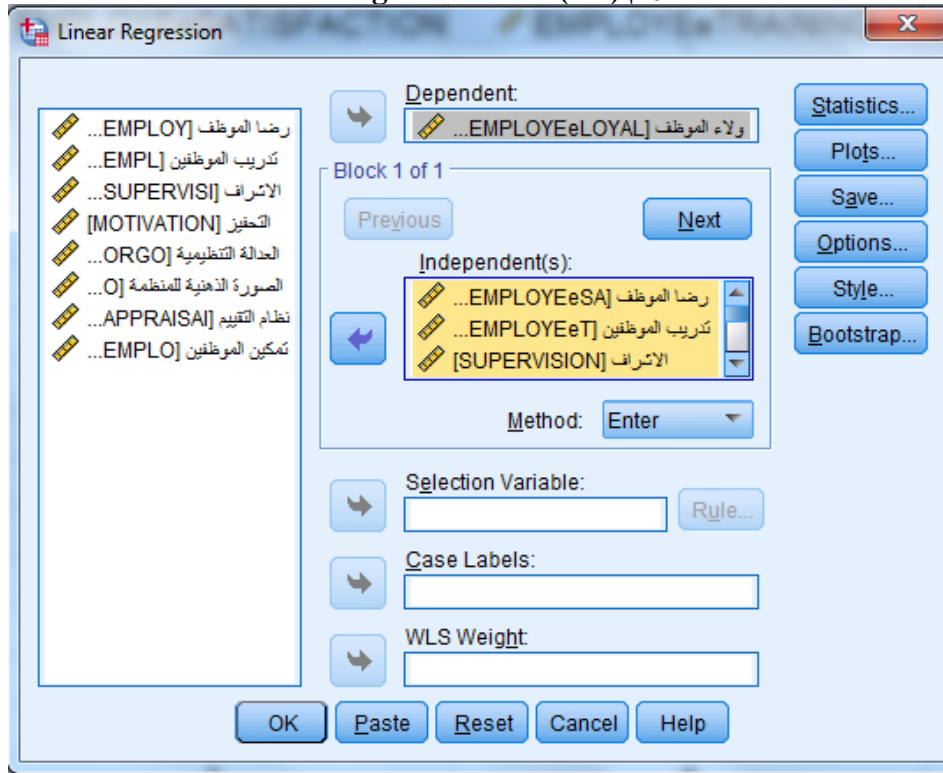 Linear Regression
رضا الموظف [EMPLOY...
تدريب الموظفين [EMPL...
الاشراف [SUPERVISI...
التحفيز [MOTIVATION]
العدالة التنظيمية [ORGO...
الصورة الذهنية للمنظمة [O...
نظام التقييم [APPRAISAI...
تمكين الموظفين [EMPLO...
Dependent:
ولاء الموظف [EMPLOYEeLOYAL...
Block 1 of 1
Previous
Next
Independent(s):
رضا الموظف [EMPLOYEeSA...
تدريب الموظفين [EMPLOYEeT...
الاشراف [SUPERVISION]
Method: Enter
Selection Variable:
Rule...
Case Labels:
WLS Weight:
Statistics...
Plots...
Save...
Options...
Style...
Bootstrap...
OK Paste Reset Cancel Help